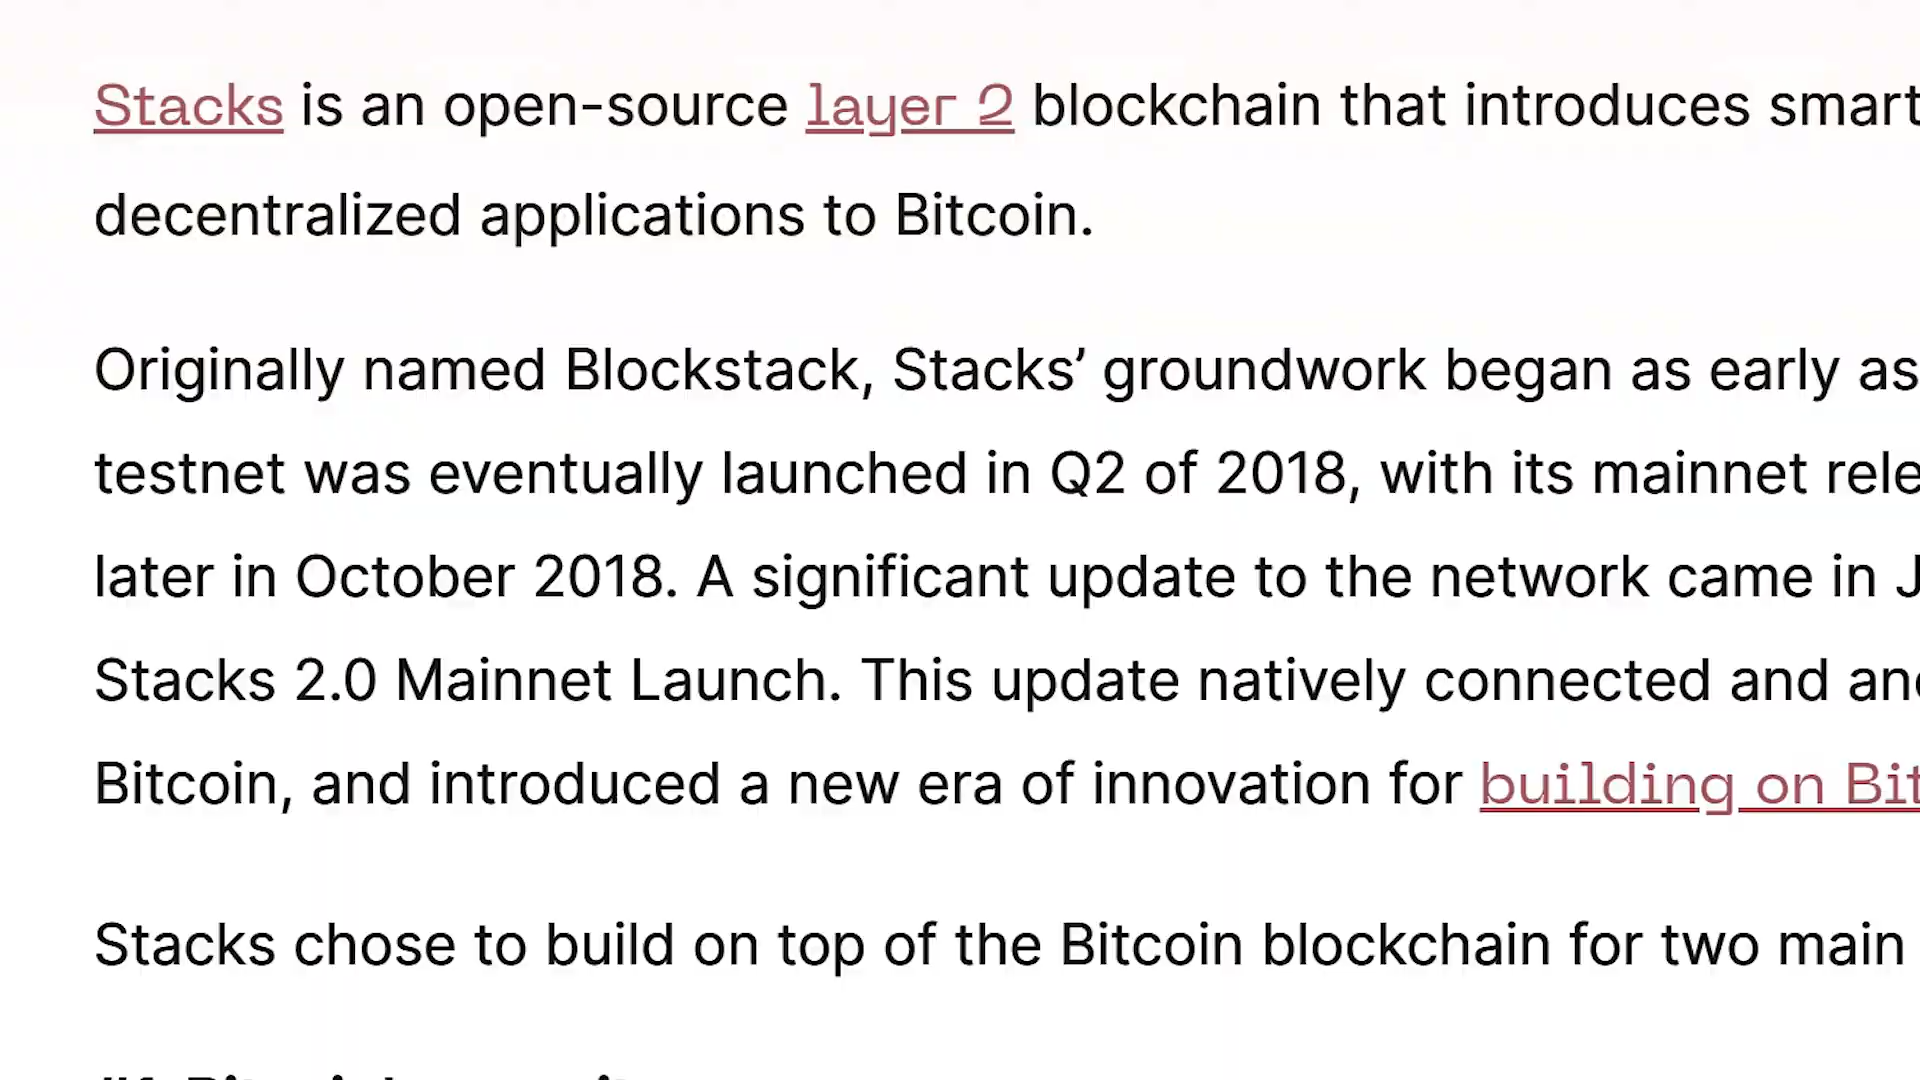 Stacks is an open-source layer 2 blockchain that introduces smart
decentralized applications to Bitcoin.
Originally named Blockstack, Stacks’ groundwork began as early as
testnet was eventually launched in Q2 of 2018, with its mainnet
later in October 2018. A significant update to the network came in
Stacks 2.0 Mainnet Launch. This update natively connected and
Bitcoin, and introduced a new era of innovation for building on
Stacks chose to build on top of the Bitcoin blockchain for two main